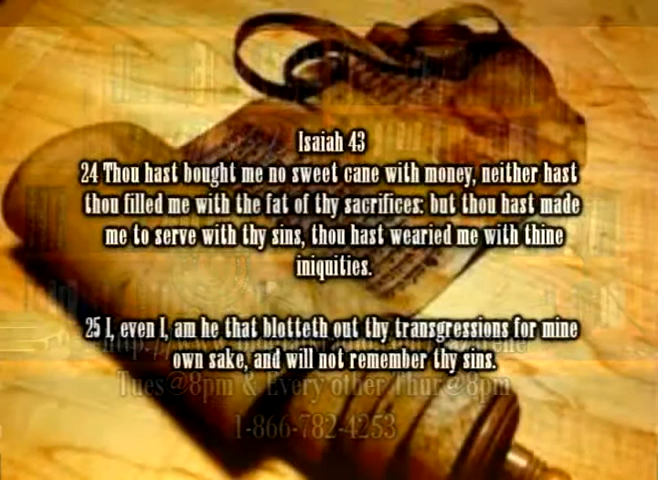 Isaiah 43
24 Thou hast bought me no sweet cane with money, neither hast
thou filled me with the fat of thy sacrifices: but thou hast made
me to serve with thy sins, thou hast wearied me with thine
iniquities.
25 I, even I, am he that blotteth out thy transgressions for mine
own sake, and will not remember thy sins.
http://www.
Tues@8pm & Every other Thur@8pm
1-866-782-4253